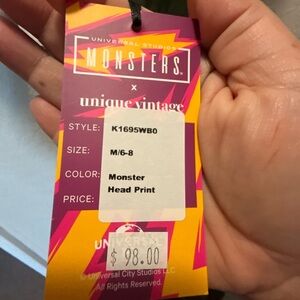 UNIVERSAL STUDIOS
MONSTERS.
x
unique vintage
STYLE: K1695WB0
SIZE: M/6-8
COLOR: Monster
Head Print
PRICE:
$ 98.00
© Universal City Studios LLC
All Rights Reserved.